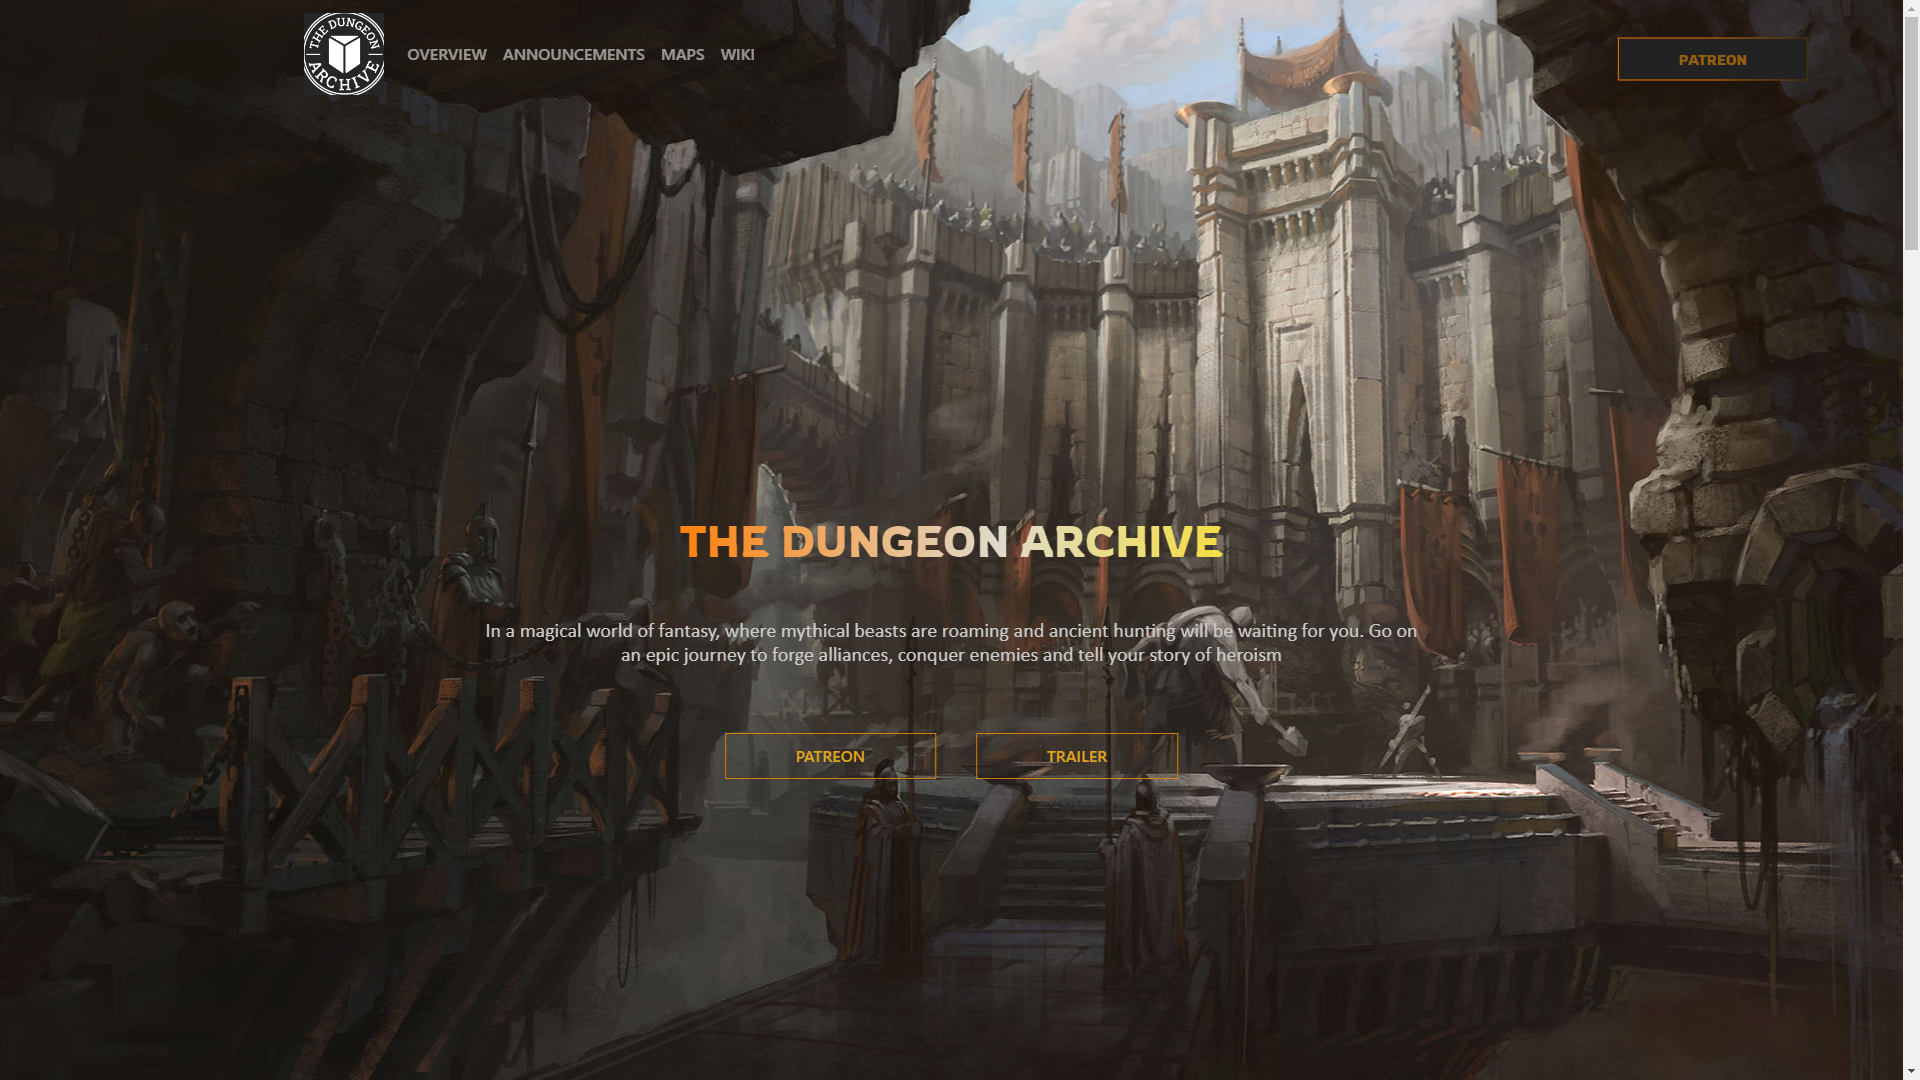 THE DUNGEON
ARCHIVE
OVERVIEW ANNOUNCEMENTS MAPS WIKI
PATREON
THE DUNGEON ARCHIVE
In a magical world of fantasy, where mythical beasts are roaming and ancient hunting will be waiting for you. Go on
an epic journey to forge alliances, conquer enemies and tell your story of heroism
PATREON TRAILER